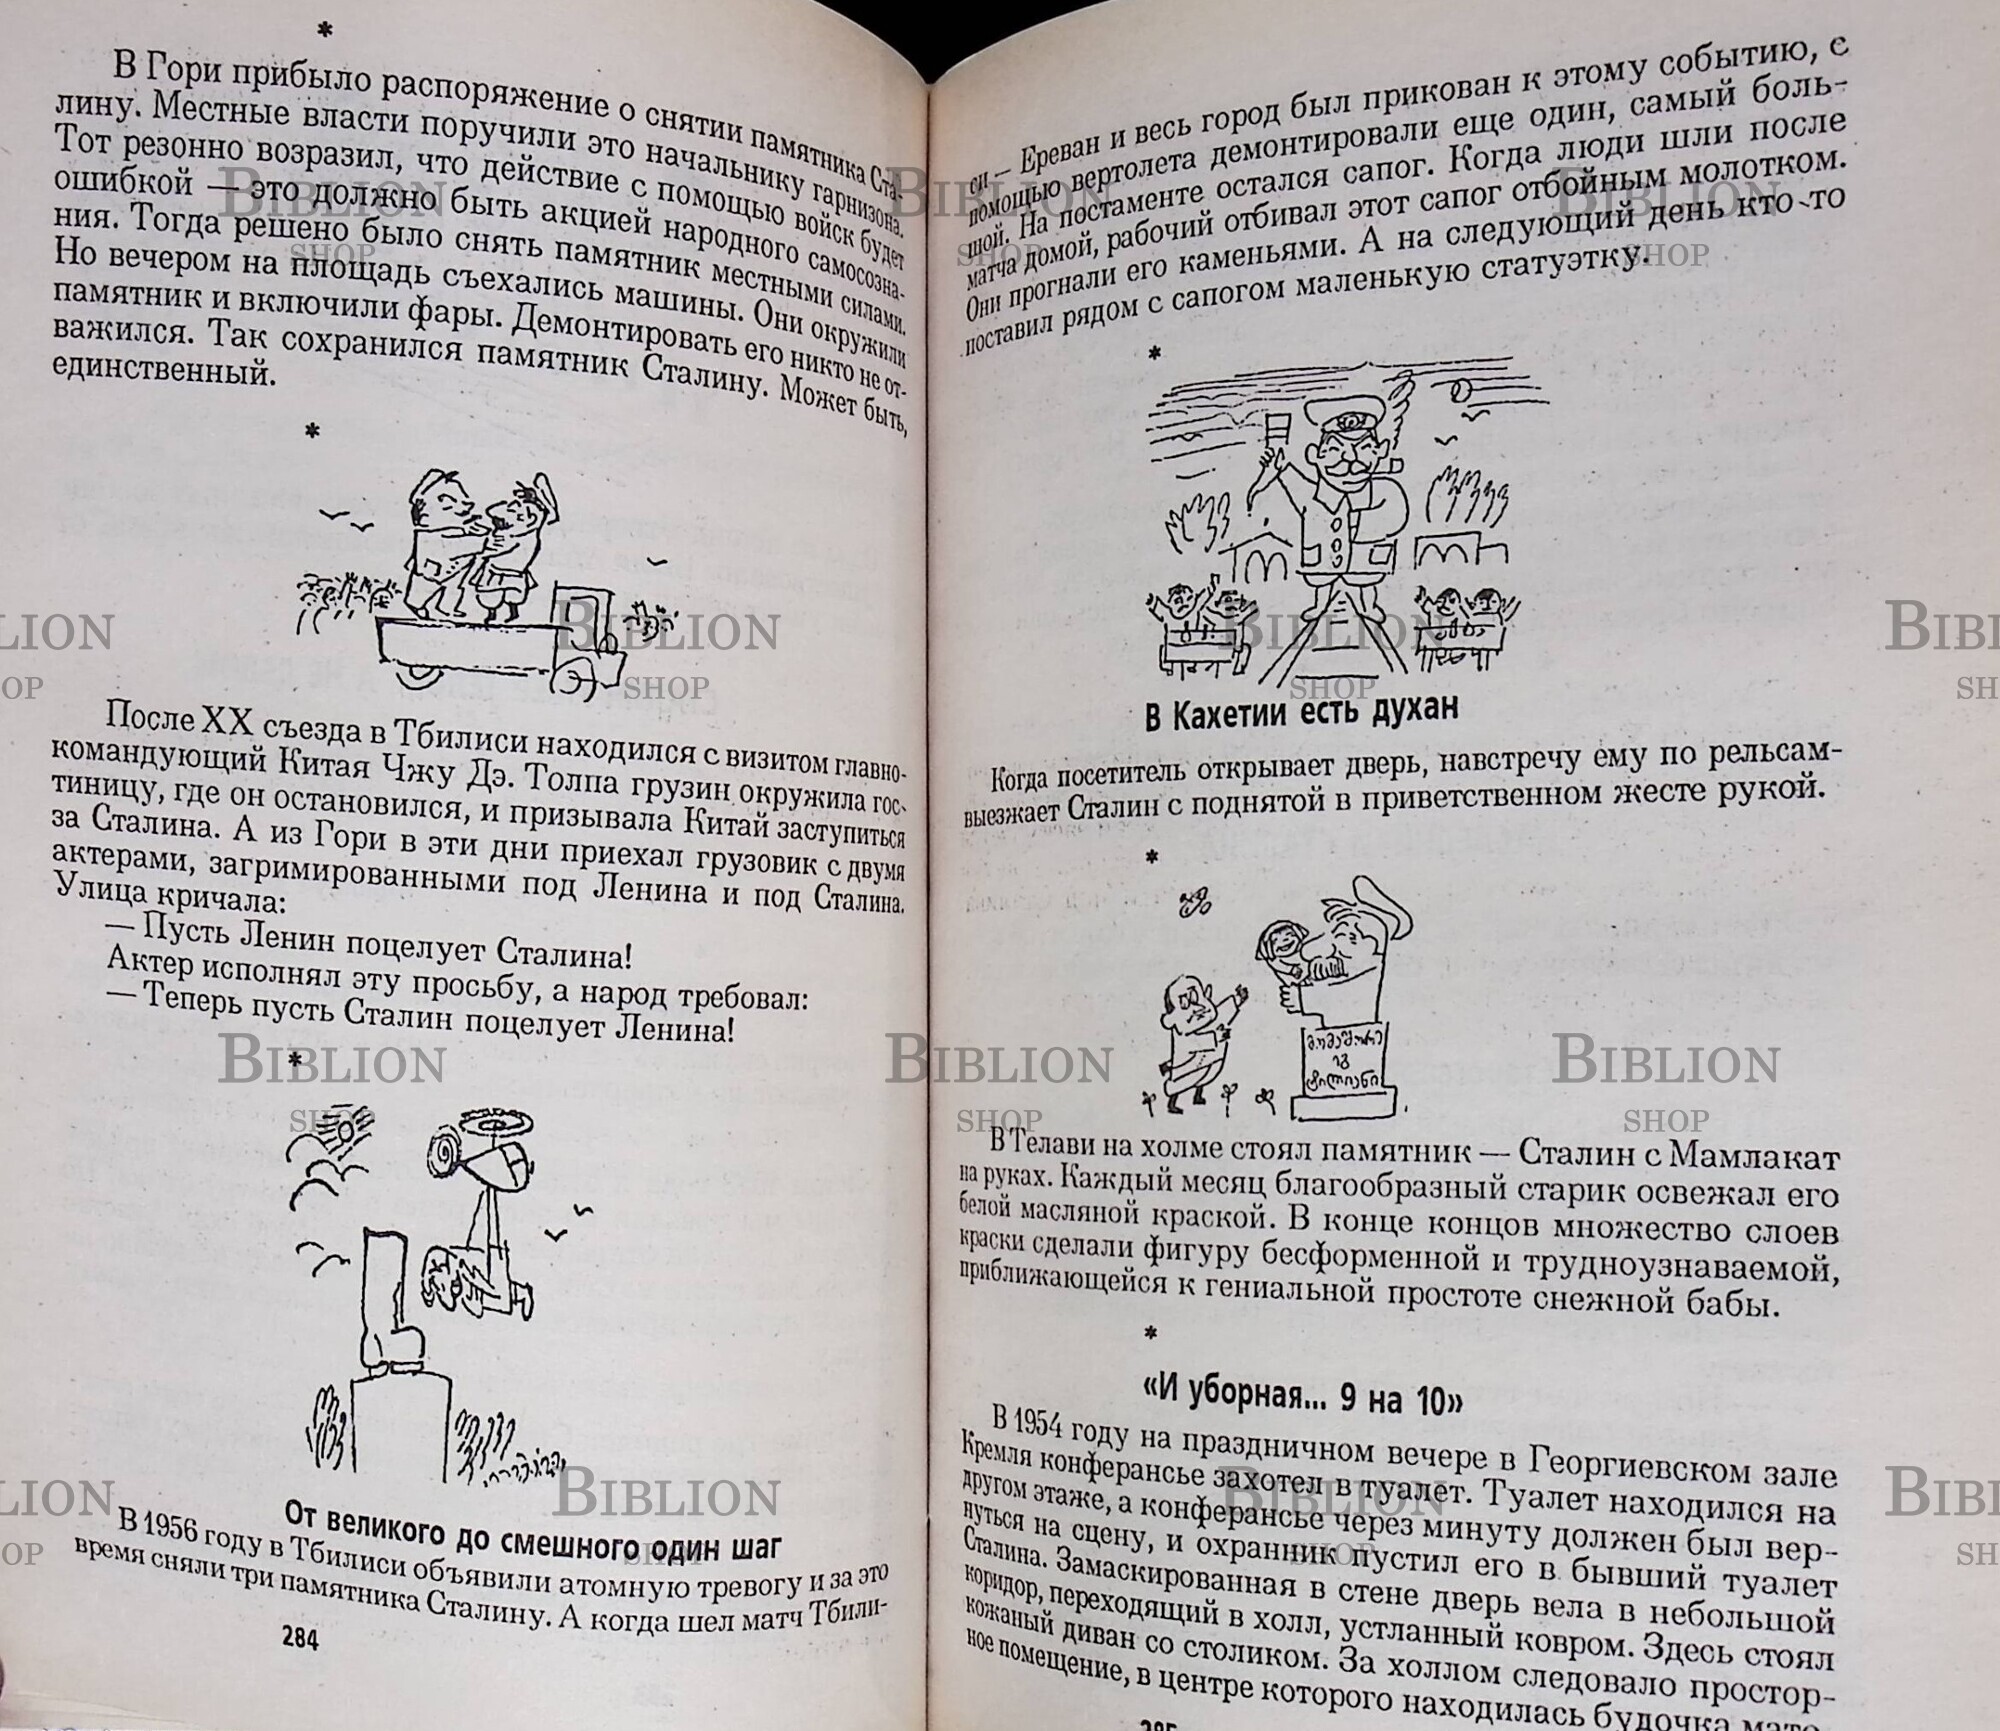 *
В Гори прибыло распоряжение о снятии памятника Ста-
лину. Местные власти поручили это начальнику гарнизона.
Тот резонно возразил, что действие с помощью войск будет
ошибкой — это должно быть акцией народного самосозна-
ния. Тогда решено было снять памятник местными силами.
Но вечером на площадь съехались машины. Они окружили
памятник и включили фары. Демонтировать его никто не от-
важился. Так сохранился памятник Сталину. Может быть,
единственный.
*
После XX съезда в Тбилиси находился с визитом главно-
командующий Китая Чжу Дэ. Толпа грузин окружила гос-
тиницу, где он остановился, и призывала Китай заступиться
за Сталина. А из Гори в эти дни приехал грузовик с двумя
актерами, загримированными под Ленина и под Сталина.
Улица кричала:
— Пусть Ленин поцелует Сталина!
Актер исполнял эту просьбу, а народ требовал:
— Теперь пусть Сталин поцелует Ленина!
*
От великого до смешного один шаг
В 1956 году в Тбилиси объявили атомную тревогу и за это
время сняли три памятника Сталину. А когда шел матч Тбили-
284
си — Ереван и весь город был прикован к этому событию, с
помощью вертолета демонтировали еще один, самый боль-
шой. На постаменте остался сапог. Когда люди шли после
матча домой, рабочий отбивал этот сапог отбойным молотком.
Они прогнали его каменьями. А на следующий день кто-то
поставил рядом с сапогом маленькую статуэтку.
*
В Кахетии есть духан
Когда посетитель открывает дверь, навстречу ему по рельсам
выезжает Сталин с поднятой в приветственном жесте рукой.
*
В Телави на холме стоял памятник — Сталин с Мамлакат
на руках. Каждый месяц благообразный старик освежал его
белой масляной краской. В конце концов множество слоев
краски сделали фигуру бесформенной и трудноузнаваемой,
приближающейся к гениальной простоте снежной бабы.
*
«И уборная... 9 на 10»
В 1954 году на праздничном вечере в Георгиевском зале
Кремля конферансье захотел в туалет. Туалет находился на
другом этаже, а конферансье через минуту должен был вер-
нуться на сцену, и охранник пустил его в бывший туалет
Сталина. Замаскированная в стене дверь вела в небольшой
коридор, переходящий в холл, устланный ковром. Здесь стоял
кожаный диван со столиком. За холлом следовало простор-
ное помещение, в центре которого находилась будочка мато-
285
BIBLION
SHOP